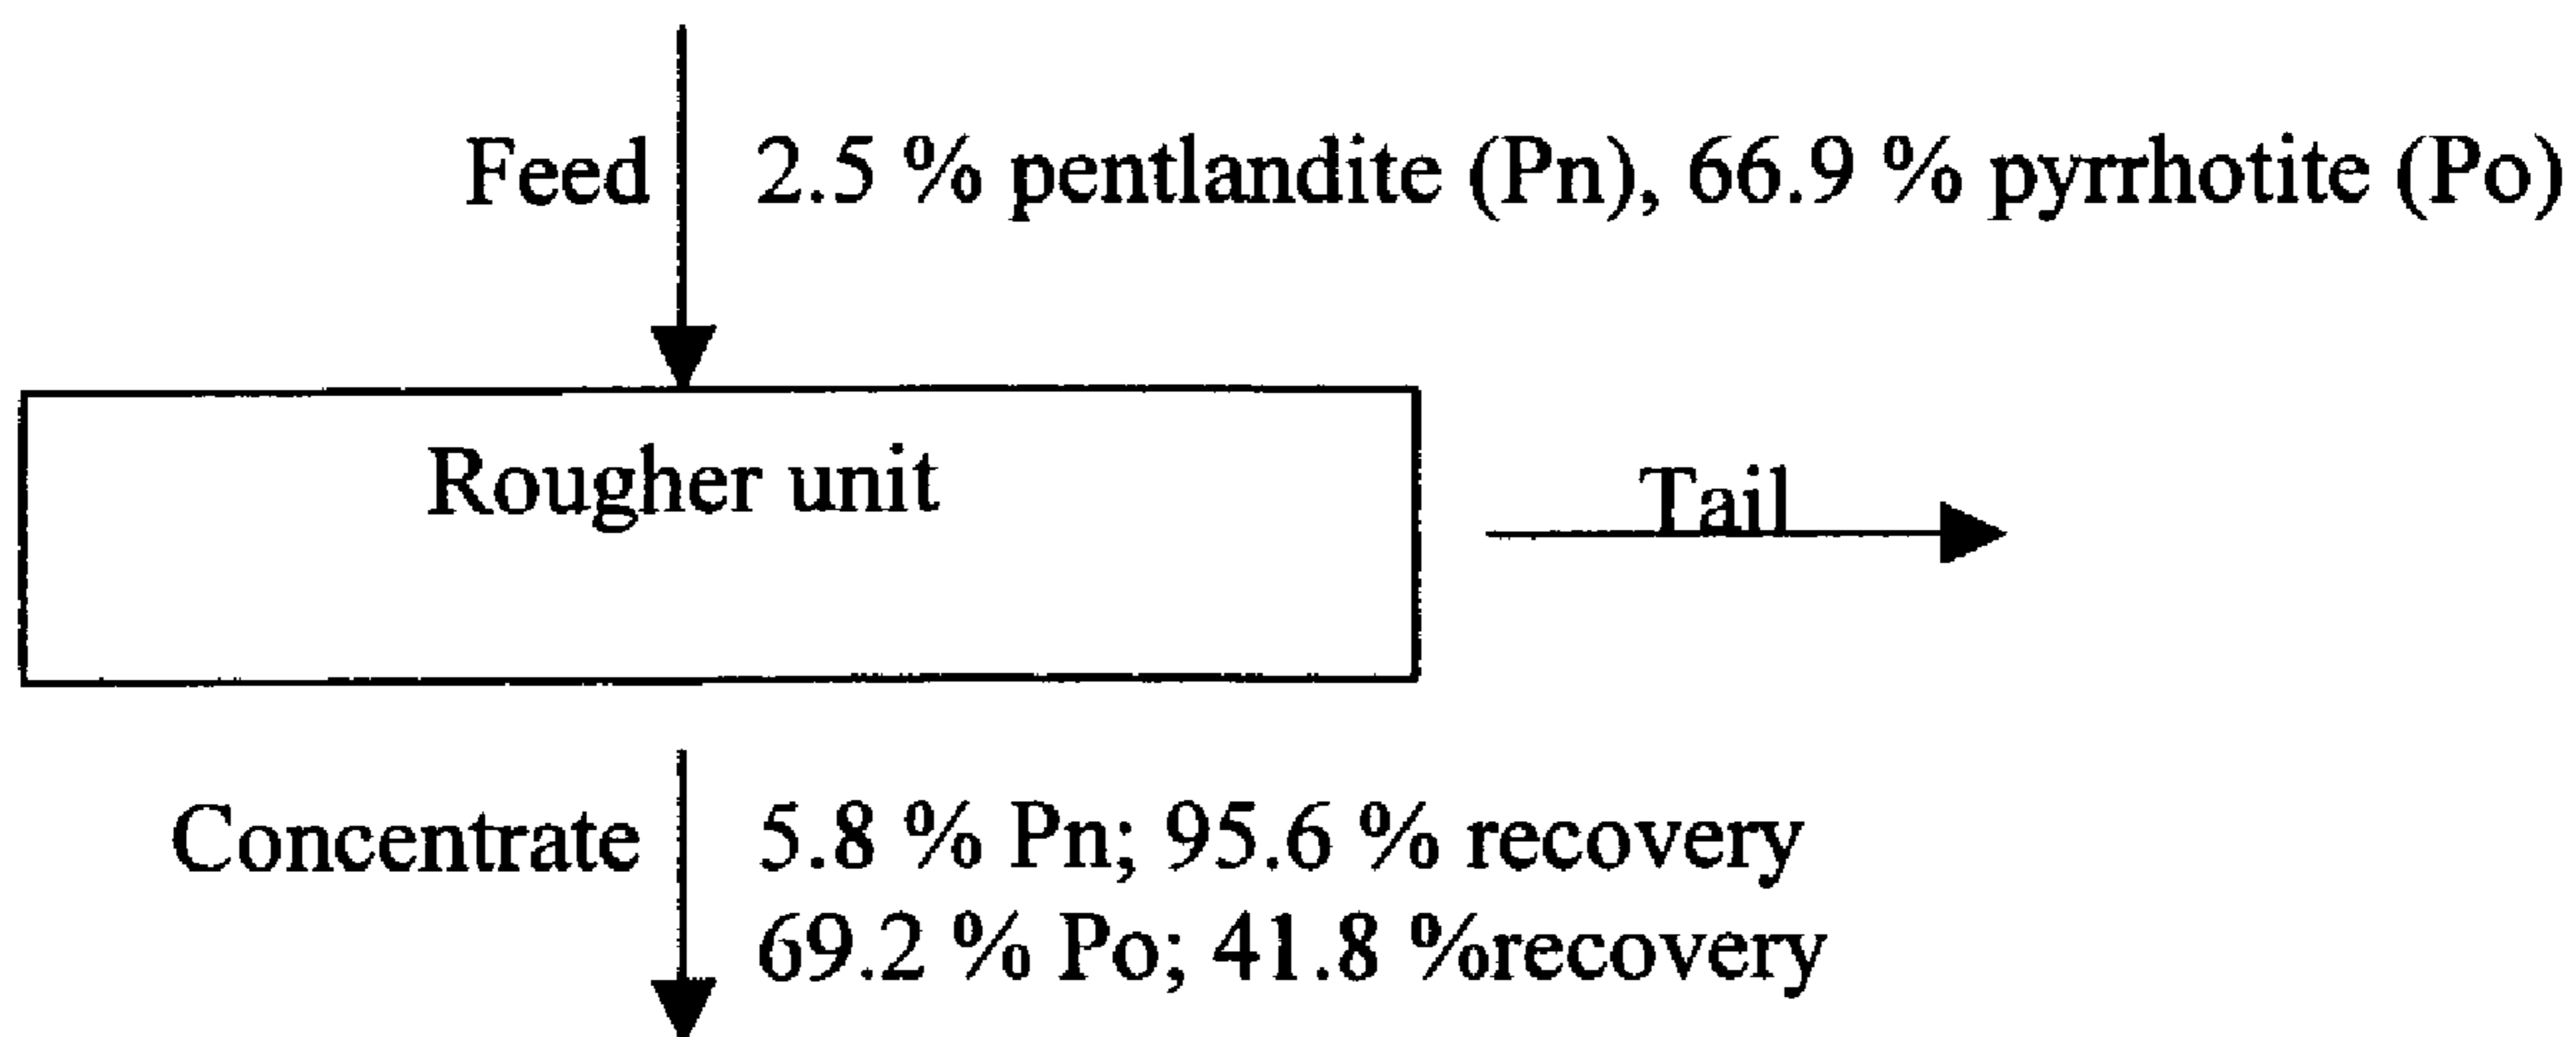 Feed 2.5 % pentlandite (Pn), 66.9 % pyrrhotite (Po)
Rougher unit
Tail
Concentrate 5.8 % Pn; 95.6 % recovery
69.2 % Po; 41.8 %recovery